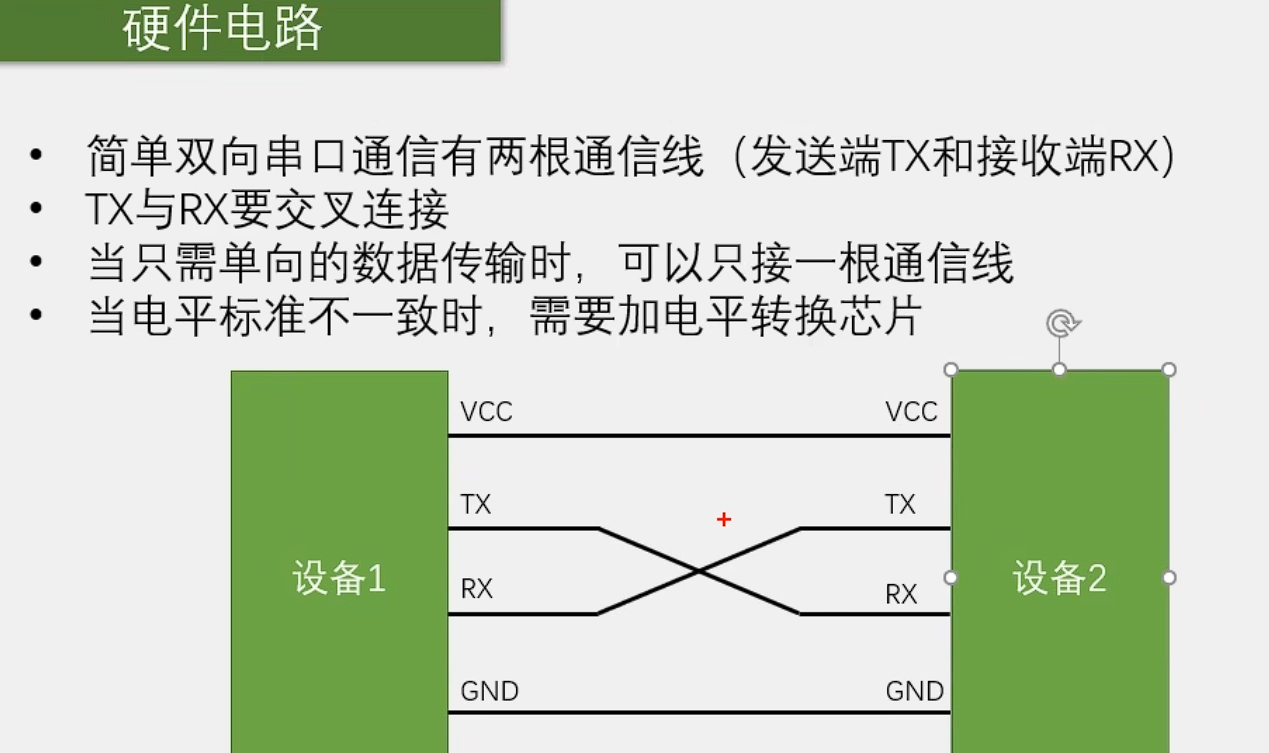 硬件电路
• 简单双向串口通信有两根通信线（发送端TX和接收端RX）
• TX与RX要交叉连接
• 当只需单向的数据传输时，可以只接一根通信线
• 当电平标准不一致时，需要加电平转换芯片
VCC VCC
TX TX
设备1 设备2
RX RX
GND GND